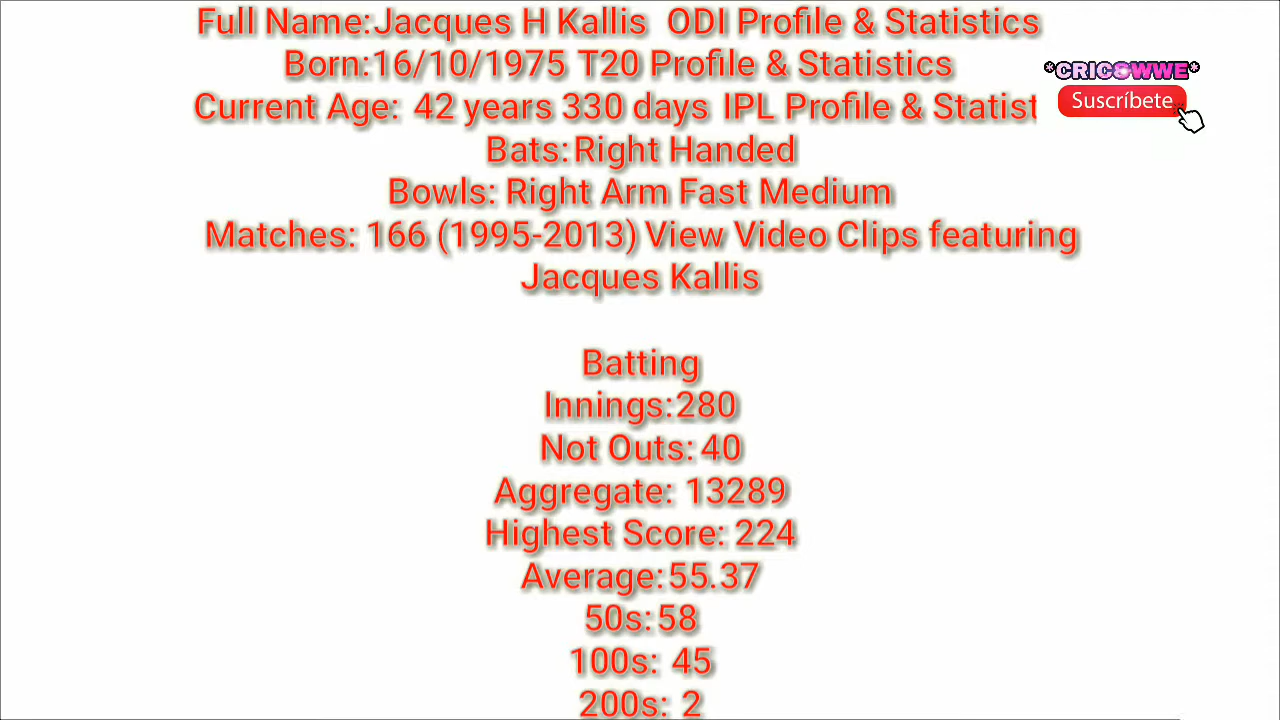 Full Name:Jacques H Kallis ODI Profile & Statistics
Born:16/10/1975 T20 Profile & Statistics
Current Age: 42 years 330 days IPL Profile & Statist
*CRICOWWE*
Suscríbete
Bats:Right Handed
Bowls: Right Arm Fast Medium
Matches: 166 (1995-2013) View Video Clips featuring
Jacques Kallis
Batting
Innings:280
Not Outs: 40
Aggregate: 13289
Highest Score: 224
Average:55.37
50s:58
100s: 45
200s: 2